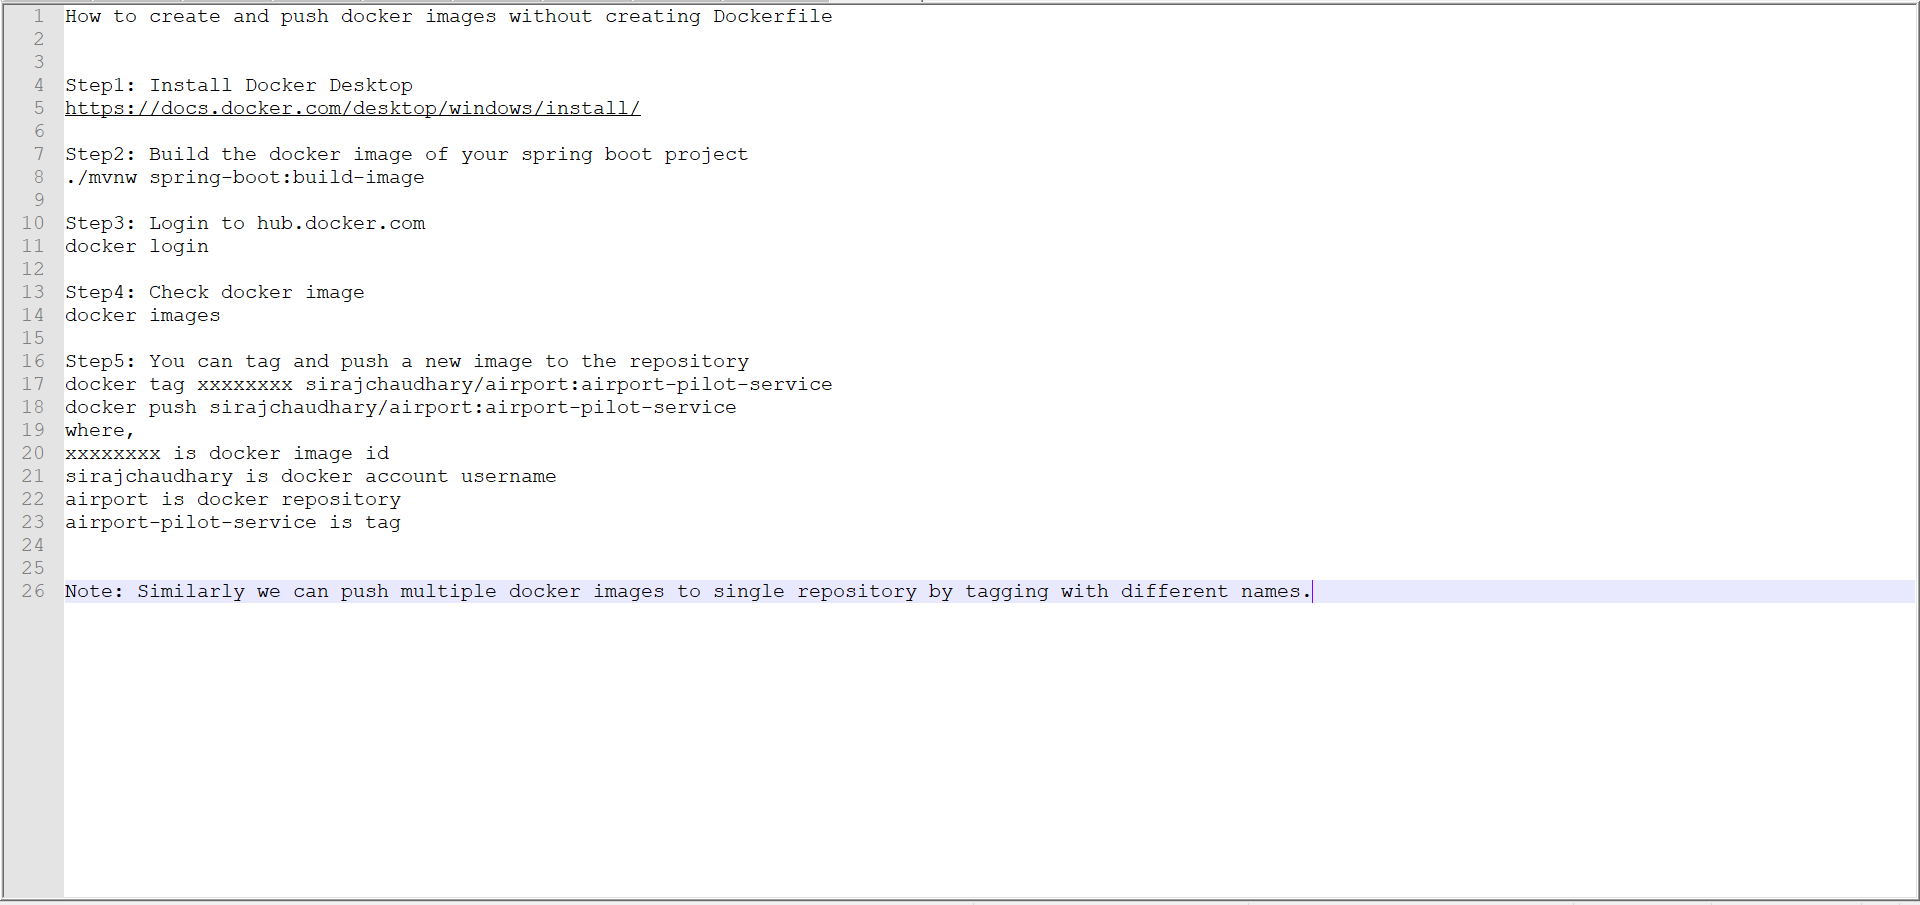 1 How to create and push docker images without creating Dockerfile
2
3
4 Step1: Install Docker Desktop
5 https://docs.docker.com/desktop/windows/install/
6
7 Step2: Build the docker image of your spring boot project
8 ./mvnw spring-boot:build-image
9
10 Step3: Login to hub.docker.com
11 docker login
12
13 Step4: Check docker image
14 docker images
15
16 Step5: You can tag and push a new image to the repository
17 docker tag xxxxxxxx sirajchaudhary/airport:airport-pilot-service
18 docker push sirajchaudhary/airport:airport-pilot-service
19 where,
20 xxxxxxxx is docker image id
21 sirajchaudhary is docker account username
22 airport is docker repository
23 airport-pilot-service is tag
24
25
26 Note: Similarly we can push multiple docker images to single repository by tagging with different names.